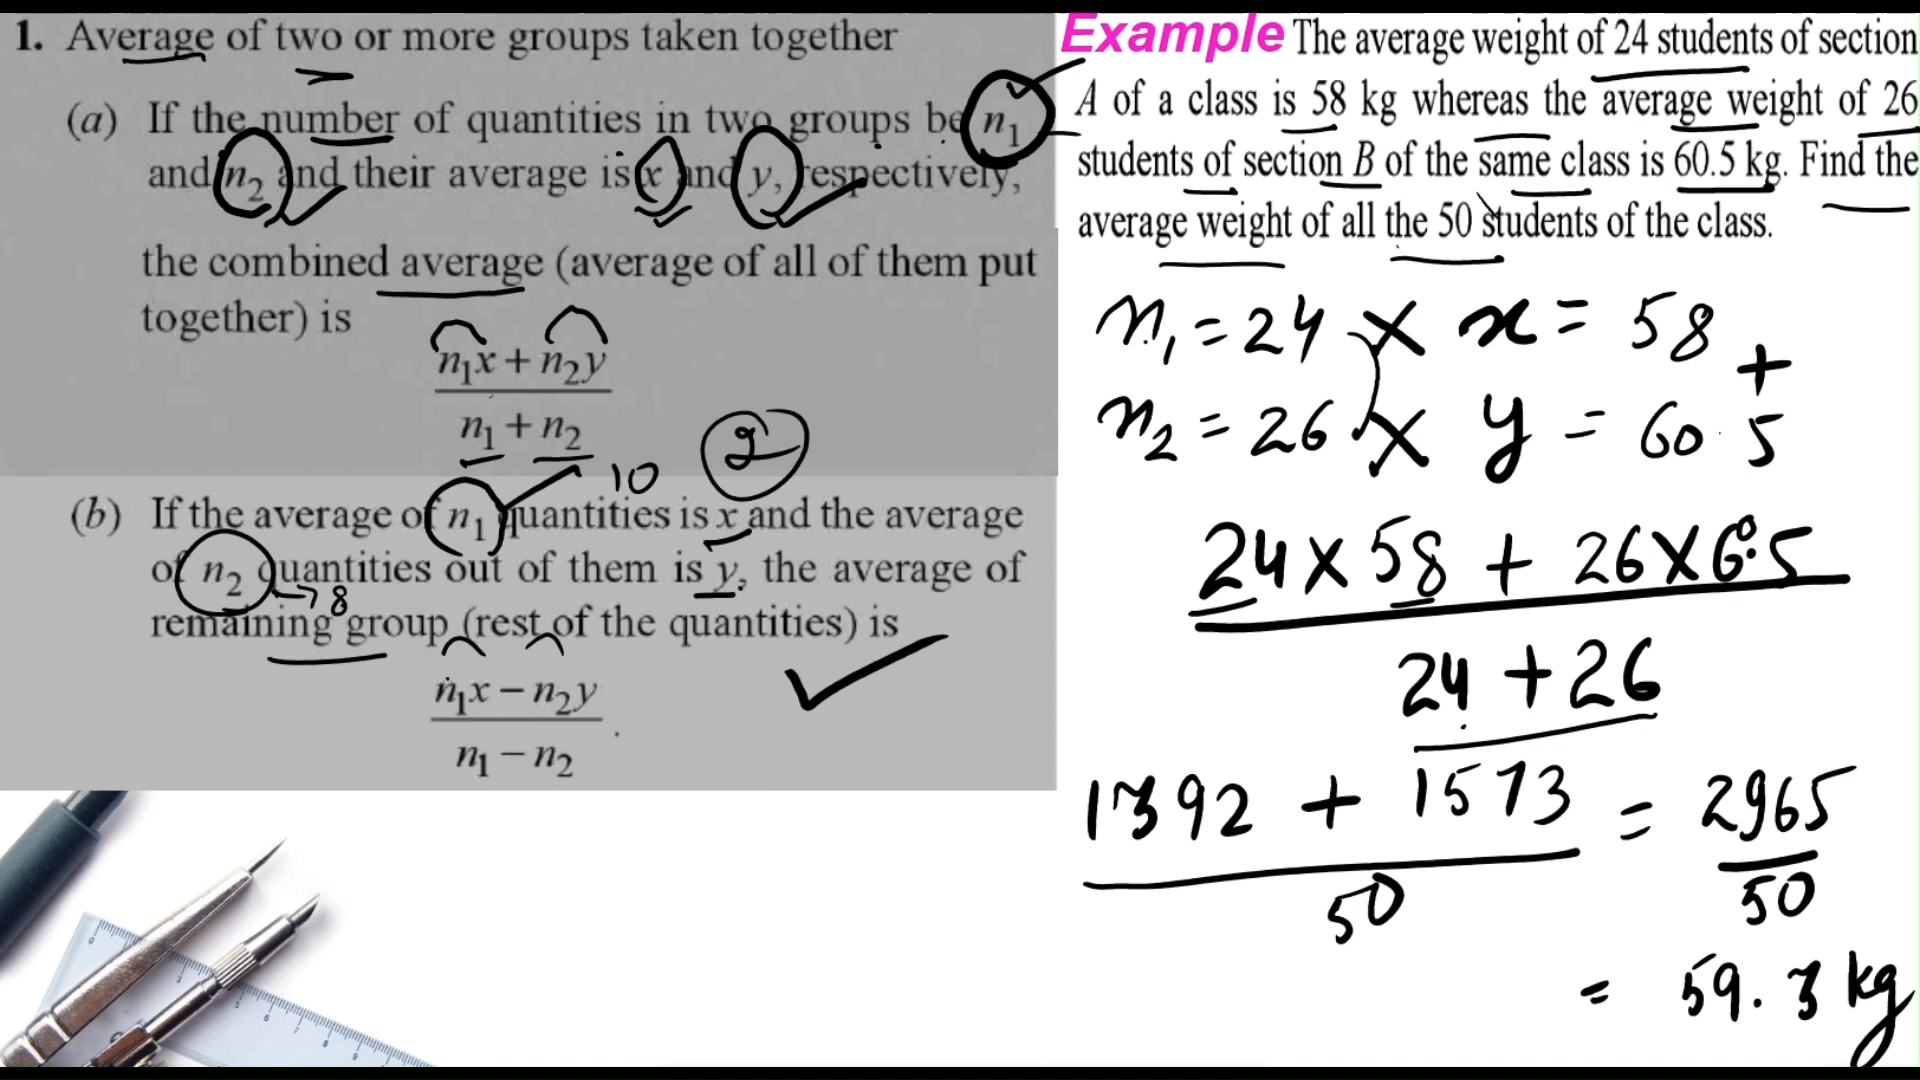 1. Average of two or more groups taken together
(a) If the number of quantities in two groups be n₁
and n₂ and their average is x and y, respectively,
the combined average (average of all of them put
together) is
n₁x + n₂y
n₁ + n₂
10
2
(b) If the average of n₁ quantities is x and the average
of n₂ quantities out of them is y, the average of
→8
remaining group (rest of the quantities) is
n₁x − n₂y
n₁ − n₂ .
Example The average weight of 24 students of section
A of a class is 58 kg whereas the average weight of 26
students of section B of the same class is 60.5 kg. Find the
average weight of all the 50 students of the class.
n₁ = 24 × x = 58 +
n₂ = 26 × y = 60.5
24 × 58 + 26 × 60.5
24 + 26
1392 + 1573 = 2965
50 50
= 59.3 kg